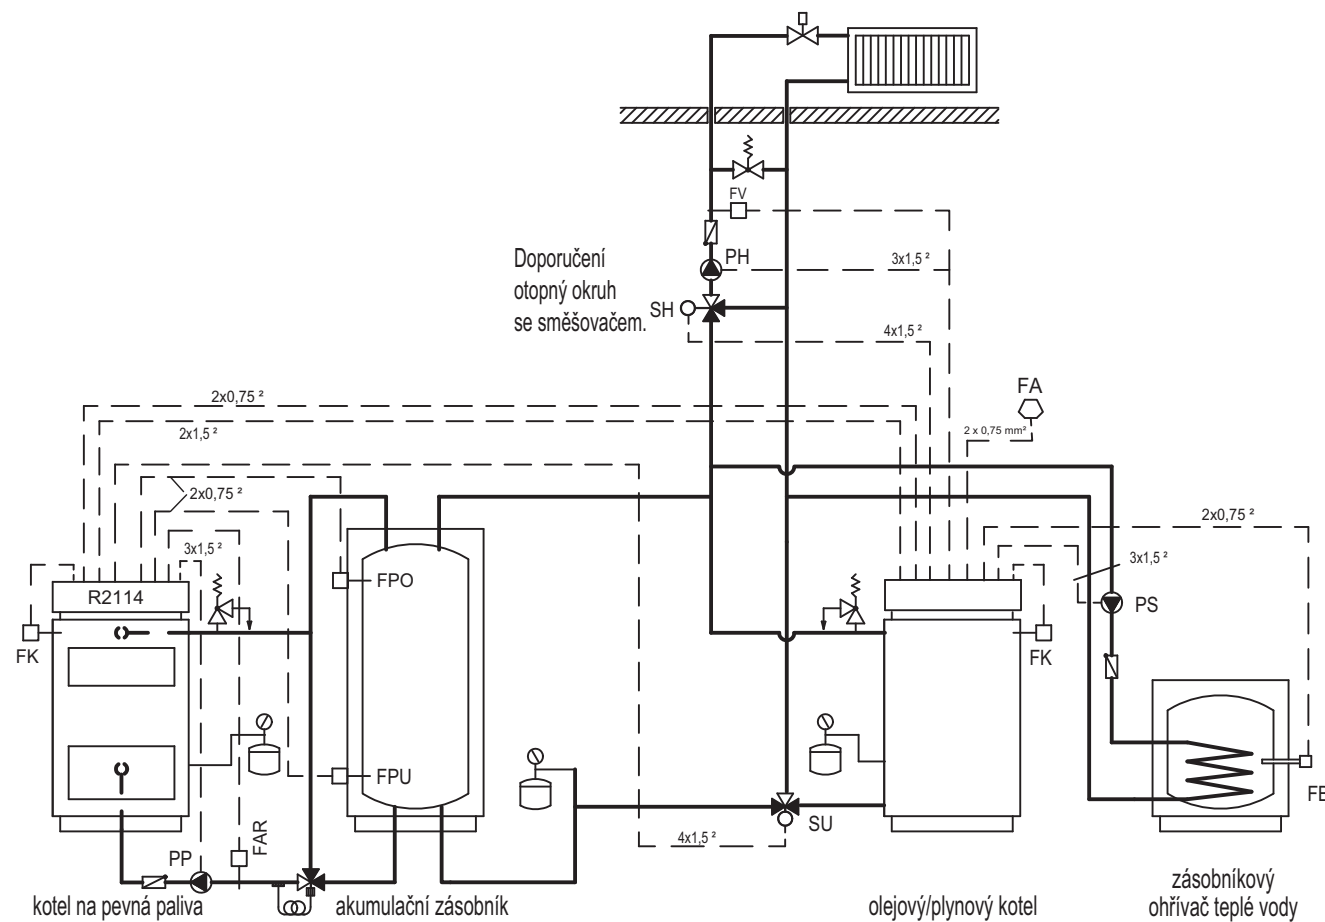 FV
Doporučení
otopný okruh
se směšovačem.
PH
3x1,5 ²
SH
4x1,5 ²
FA
2x0,75 ²
2 x 0,75 mm²
2x1,5 ²
2x0,75 ²
2x0,75 ²
3x1,5 ²
3x1,5 ²
FPO
R2114
PS
FK
FK
FPU
SU
4x1,5 ²
FAR
PP
kotel na pevná paliva
akumulační zásobník
olejový/plynový kotel
zásobníkový
ohřívač teplé vody